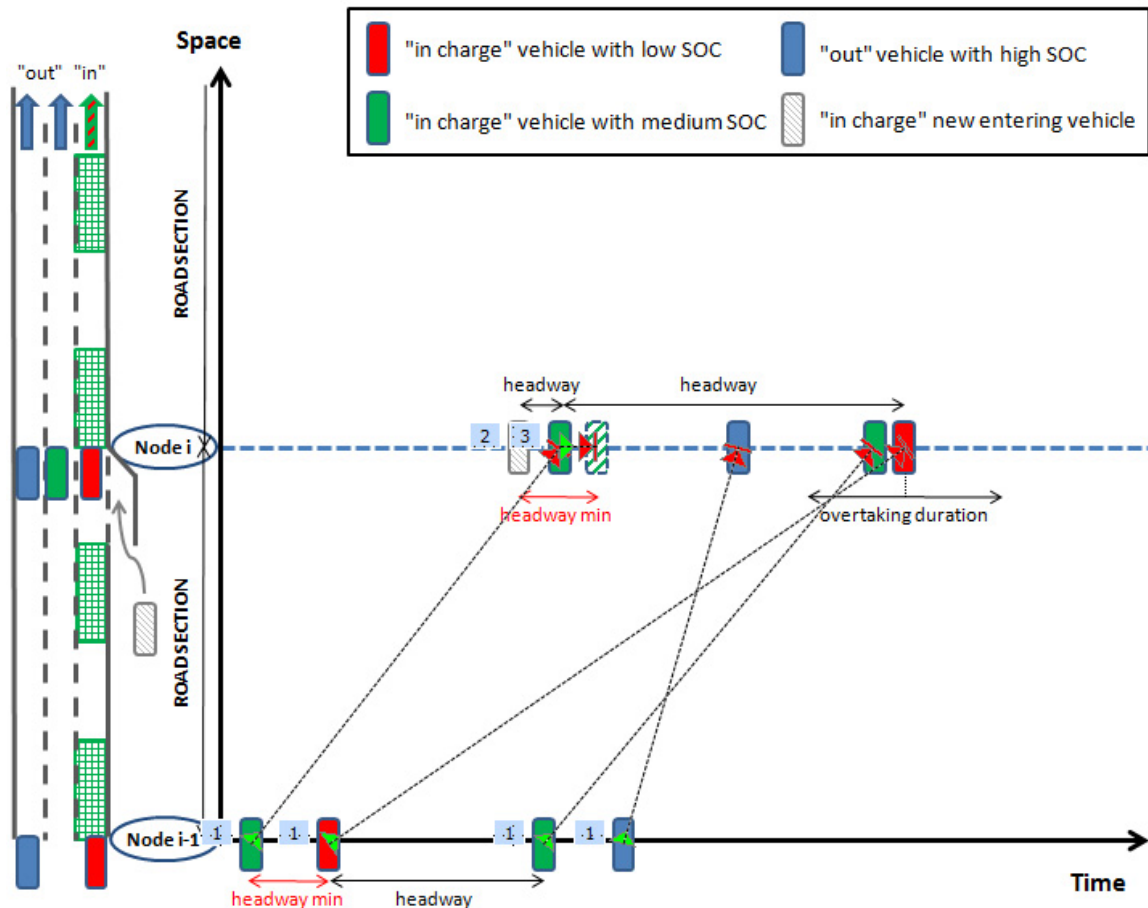 Space
"out" "in"
"in charge" vehicle with low SOC
"out" vehicle with high SOC
"in charge" vehicle with medium SOC
"in charge" new entering vehicle
ROADSECTION
headway
headway
Node i
2
3
headway min
overtaking duration
ROADSECTION
Node i-1
1
1
1
1
headway min
headway
Time